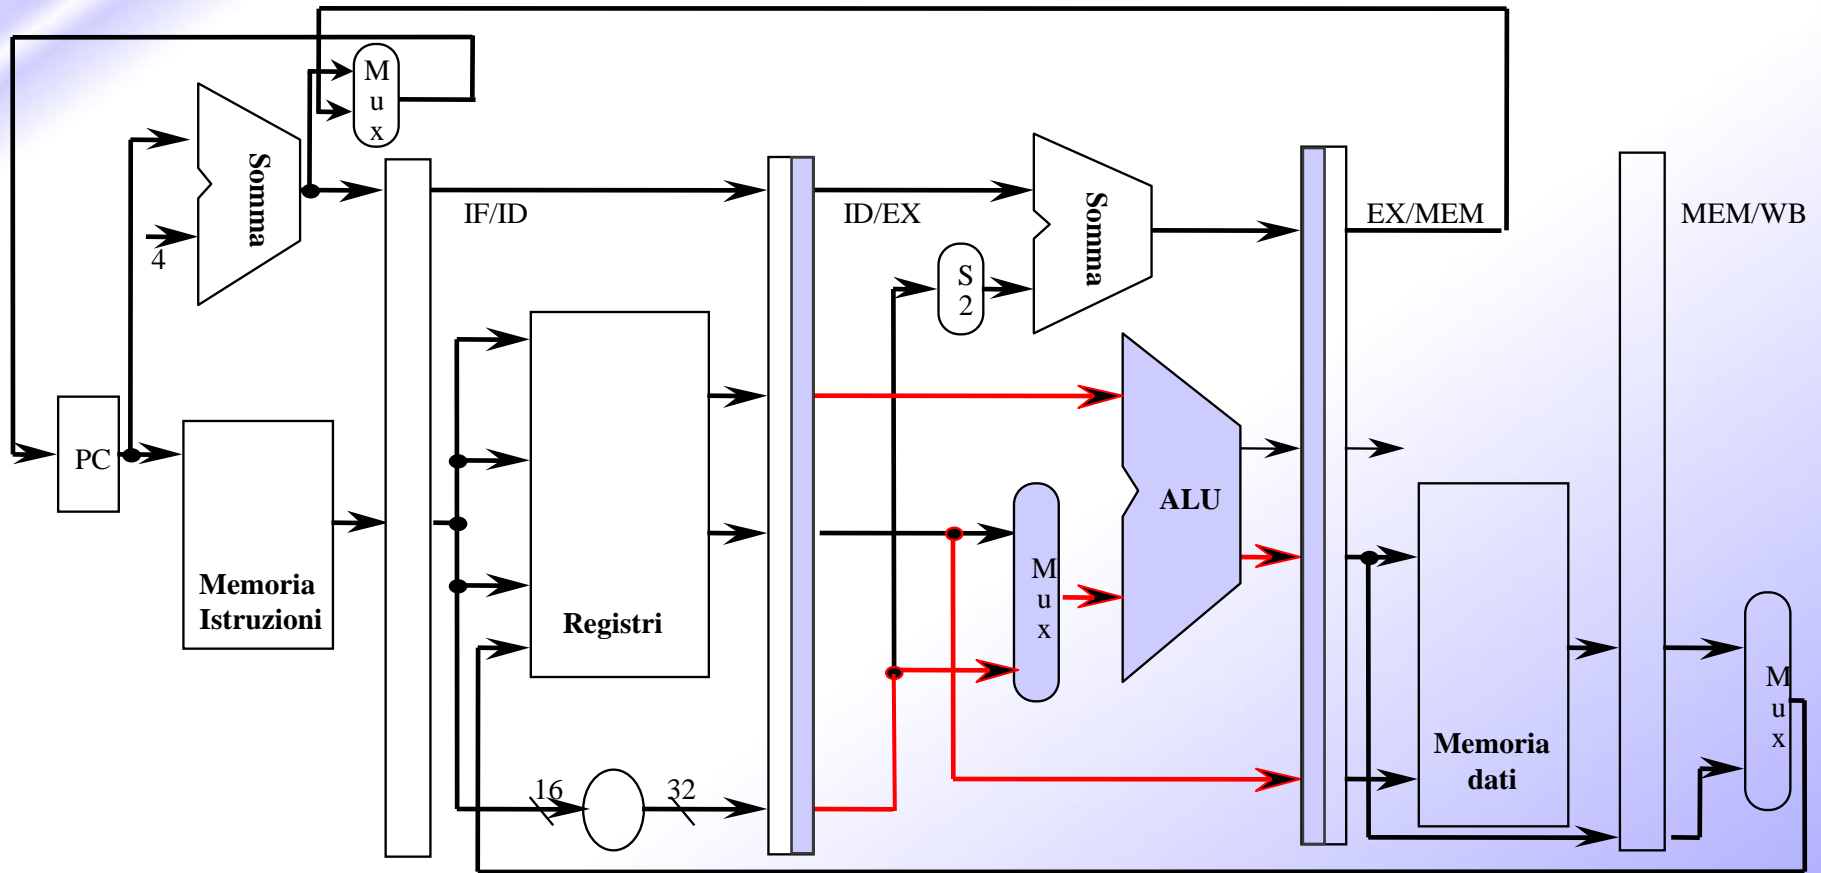 M
u
x
Somma
4
IF/ID
ID/EX
Somma
EX/MEM
MEM/WB
S
2
PC
Memoria
Istruzioni
Registri
ALU
M
u
x
Memoria
dati
M
u
x
16
32